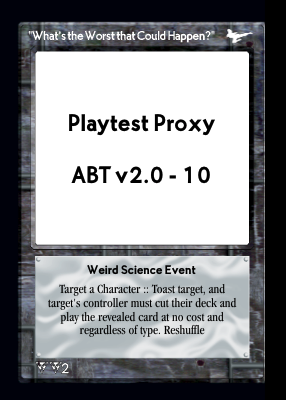 "What's the Worst that Could Happen?"
Playtest Proxy
ABT v2.0 - 10
Weird Science Event
Target a Character :: Toast target, and
target's controller must cut their deck and
play the revealed card at no cost and
regardless of type. Reshuffle
2